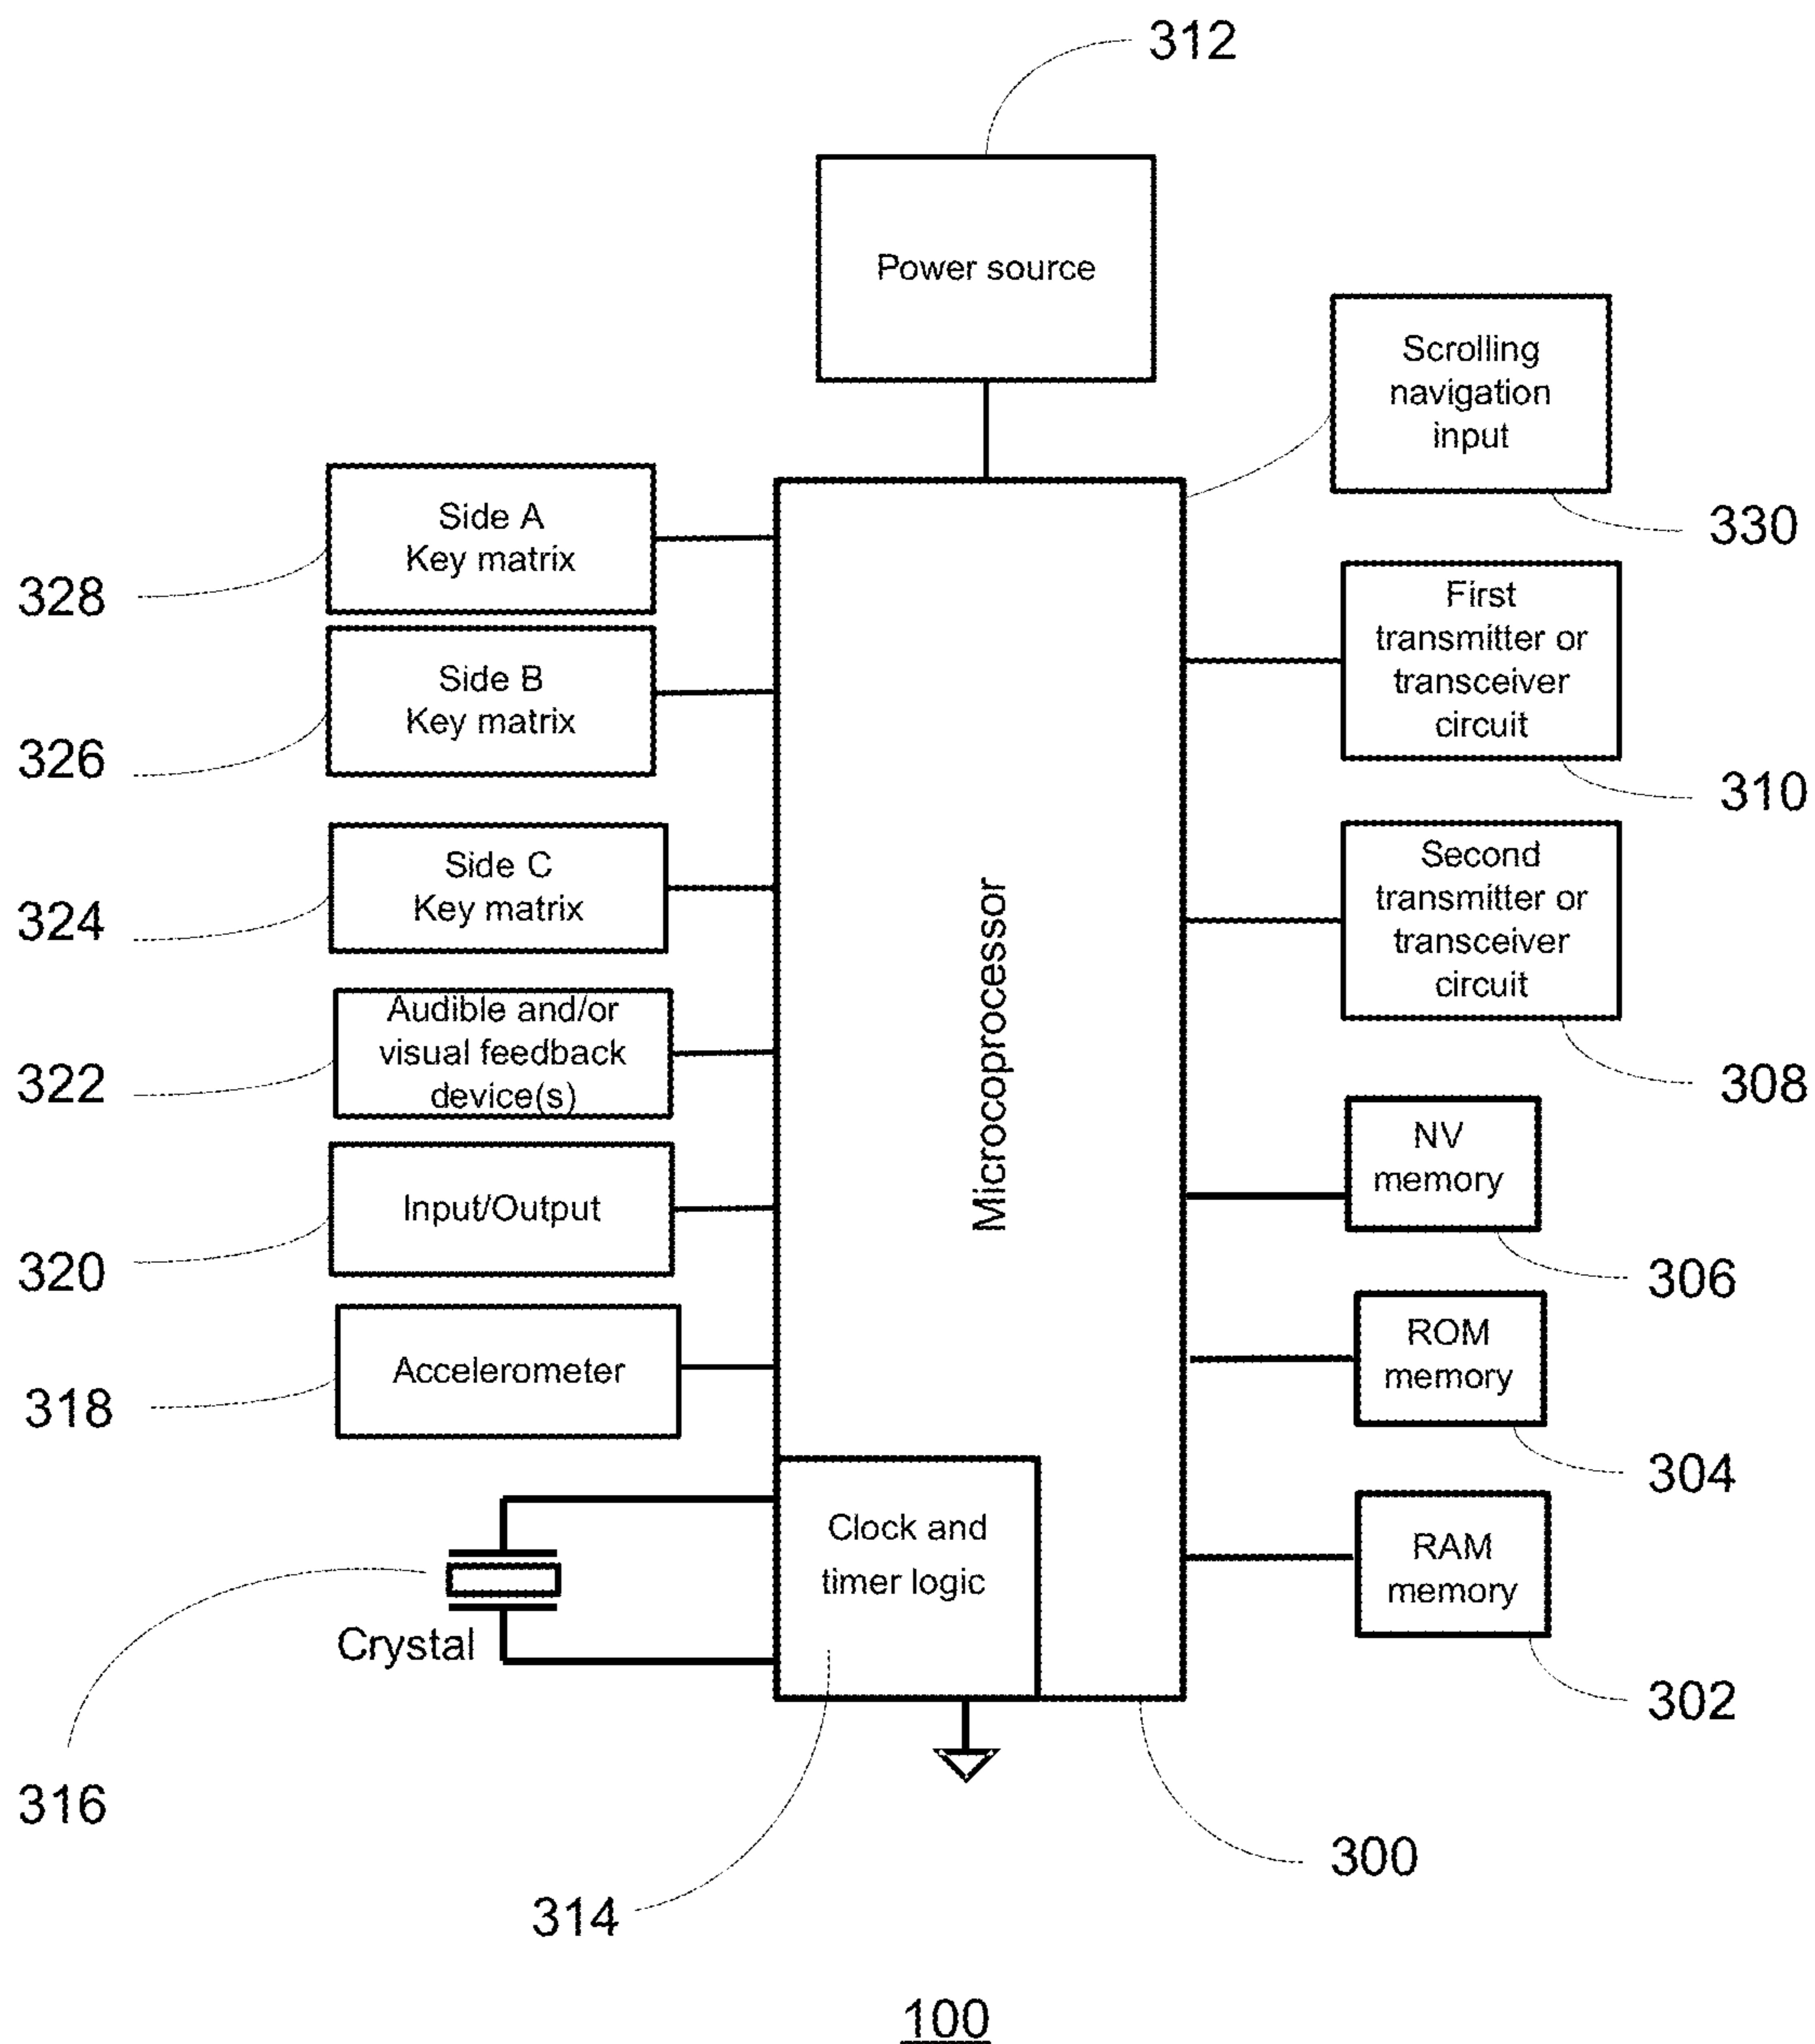 312
Power source
Scrolling
navigation
input
330
Side A
Key matrix
328
Side B
Key matrix
326
Side C
Key matrix
324
Audible and/or
visual feedback
device(s)
322
Input/Output
320
Accelerometer
318
Crystal
316
Clock and
timer logic
314
Microcoprocessor
First
transmitter or
transceiver
circuit
310
Second
transmitter or
transceiver
circuit
308
NV
memory
306
ROM
memory
304
RAM
memory
302
300
100